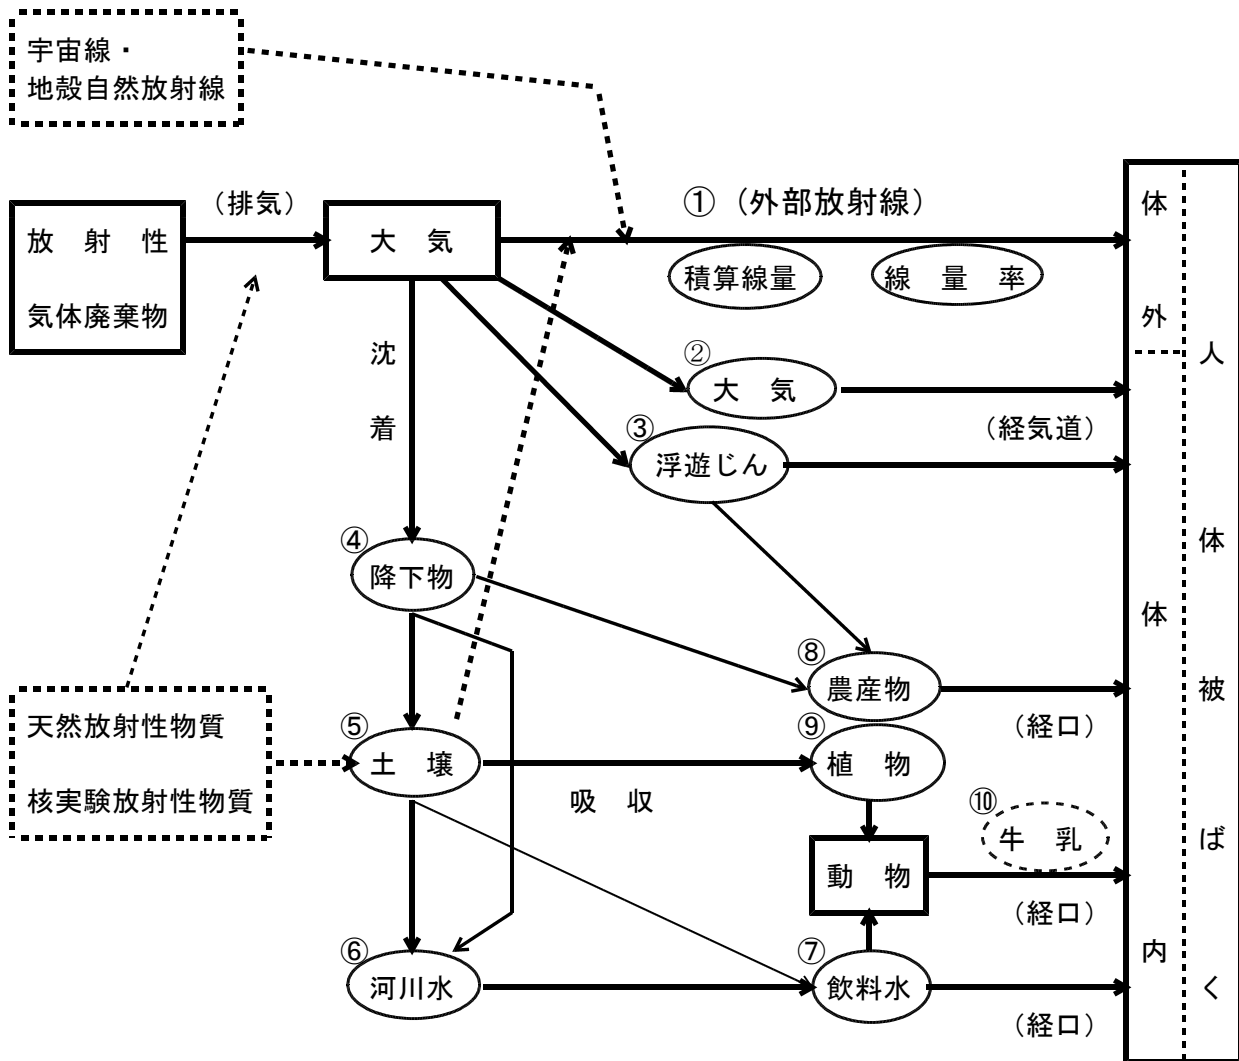 宇宙線・
地殻自然放射線
放 射 性
気体廃棄物
（排気）
大 気
① （外部放射線）
積算線量
線 量 率
沈
着
②
大 気
③
浮遊じん
（経気道）
④
降下物
⑧
農産物
（経口）
天然放射性物質
核実験放射性物質
⑤
土 壌
吸 収
⑨
植 物
⑩
牛 乳
動 物
（経口）
⑥
河川水
⑦
飲料水
（経口）
体
外
体
内
人
体
被
ば
く